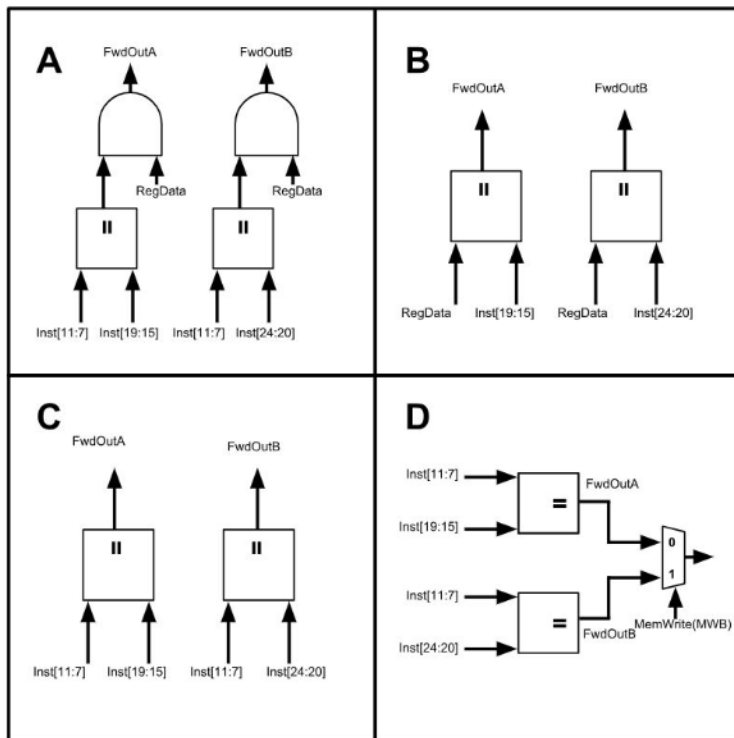 A
FwdOutA
FwdOutB
RegData
RegData
=
=
Inst[11:7]
Inst[19:15]
Inst[11:7]
Inst[24:20]
B
FwdOutA
FwdOutB
=
=
RegData
Inst[19:15]
RegData
Inst[24:20]
C
FwdOutA
FwdOutB
=
=
Inst[11:7]
Inst[19:15]
Inst[11:7]
Inst[24:20]
D
Inst[11:7]
FwdOutA
=
Inst[19:15]
0
1
Inst[11:7]
=
MemWrite(MWB)
FwdOutB
Inst[24:20]